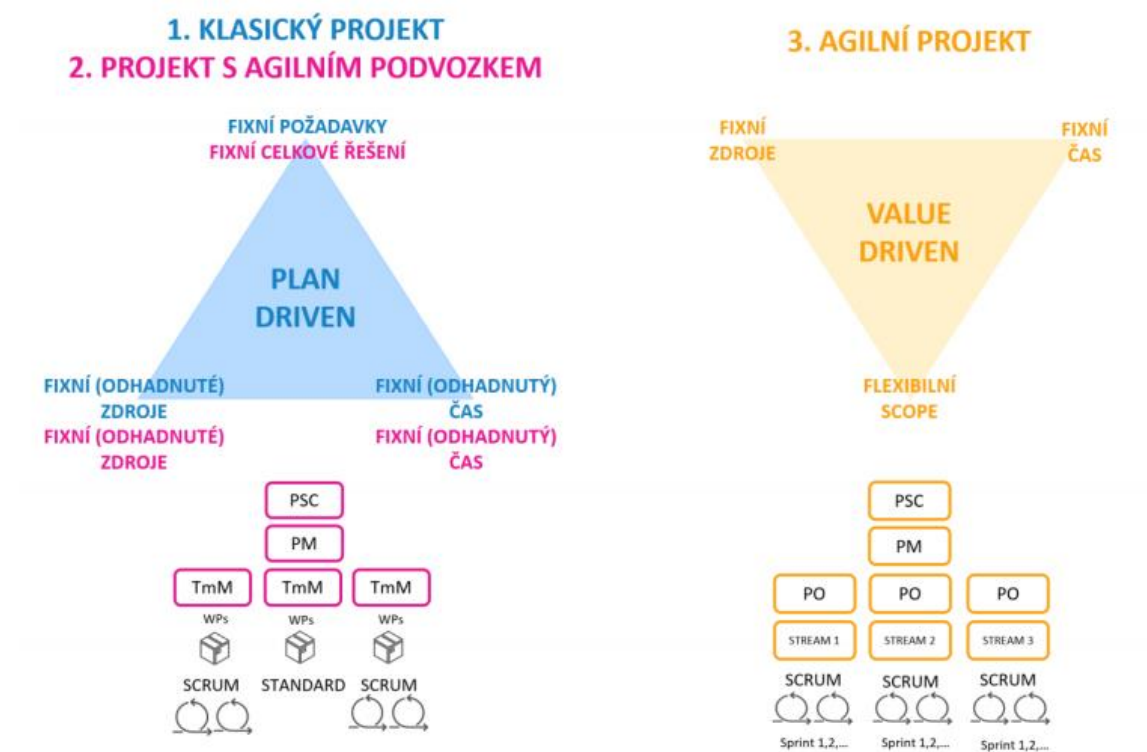 1. KLASICKÝ PROJEKT
2. PROJEKT S AGILNÍM PODVOZKEM
FIXNÍ POŽADAVKY
FIXNÍ CELKOVÉ ŘEŠENÍ
PLAN
DRIVEN
FIXNÍ (ODHADNUTÉ)
ZDROJE
FIXNÍ (ODHADNUTÉ)
ZDROJE
FIXNÍ (ODHADNUTÝ)
ČAS
FIXNÍ (ODHADNUTÝ)
ČAS
PSC
PM
TmM TmM TmM
WPs WPs WPs
SCRUM STANDARD SCRUM
3. AGILNÍ PROJEKT
FIXNÍ
ZDROJE
FIXNÍ
ČAS
VALUE
DRIVEN
FLEXIBILNÍ
SCOPE
PSC
PM
PO PO PO
STREAM 1 STREAM 2 STREAM 3
SCRUM SCRUM SCRUM
Sprint 1,2,... Sprint 1,2,... Sprint 1,2,...